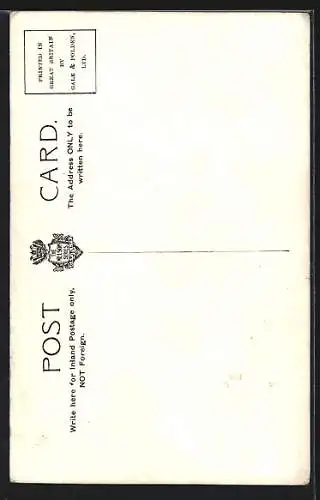 POST CARD.
Write here for Inland Postage only,
NOT Foreign.
The Address ONLY to be
written here.
PRINTED IN
GREAT BRITAIN
BY
GALE & POLDEN,
LTD.